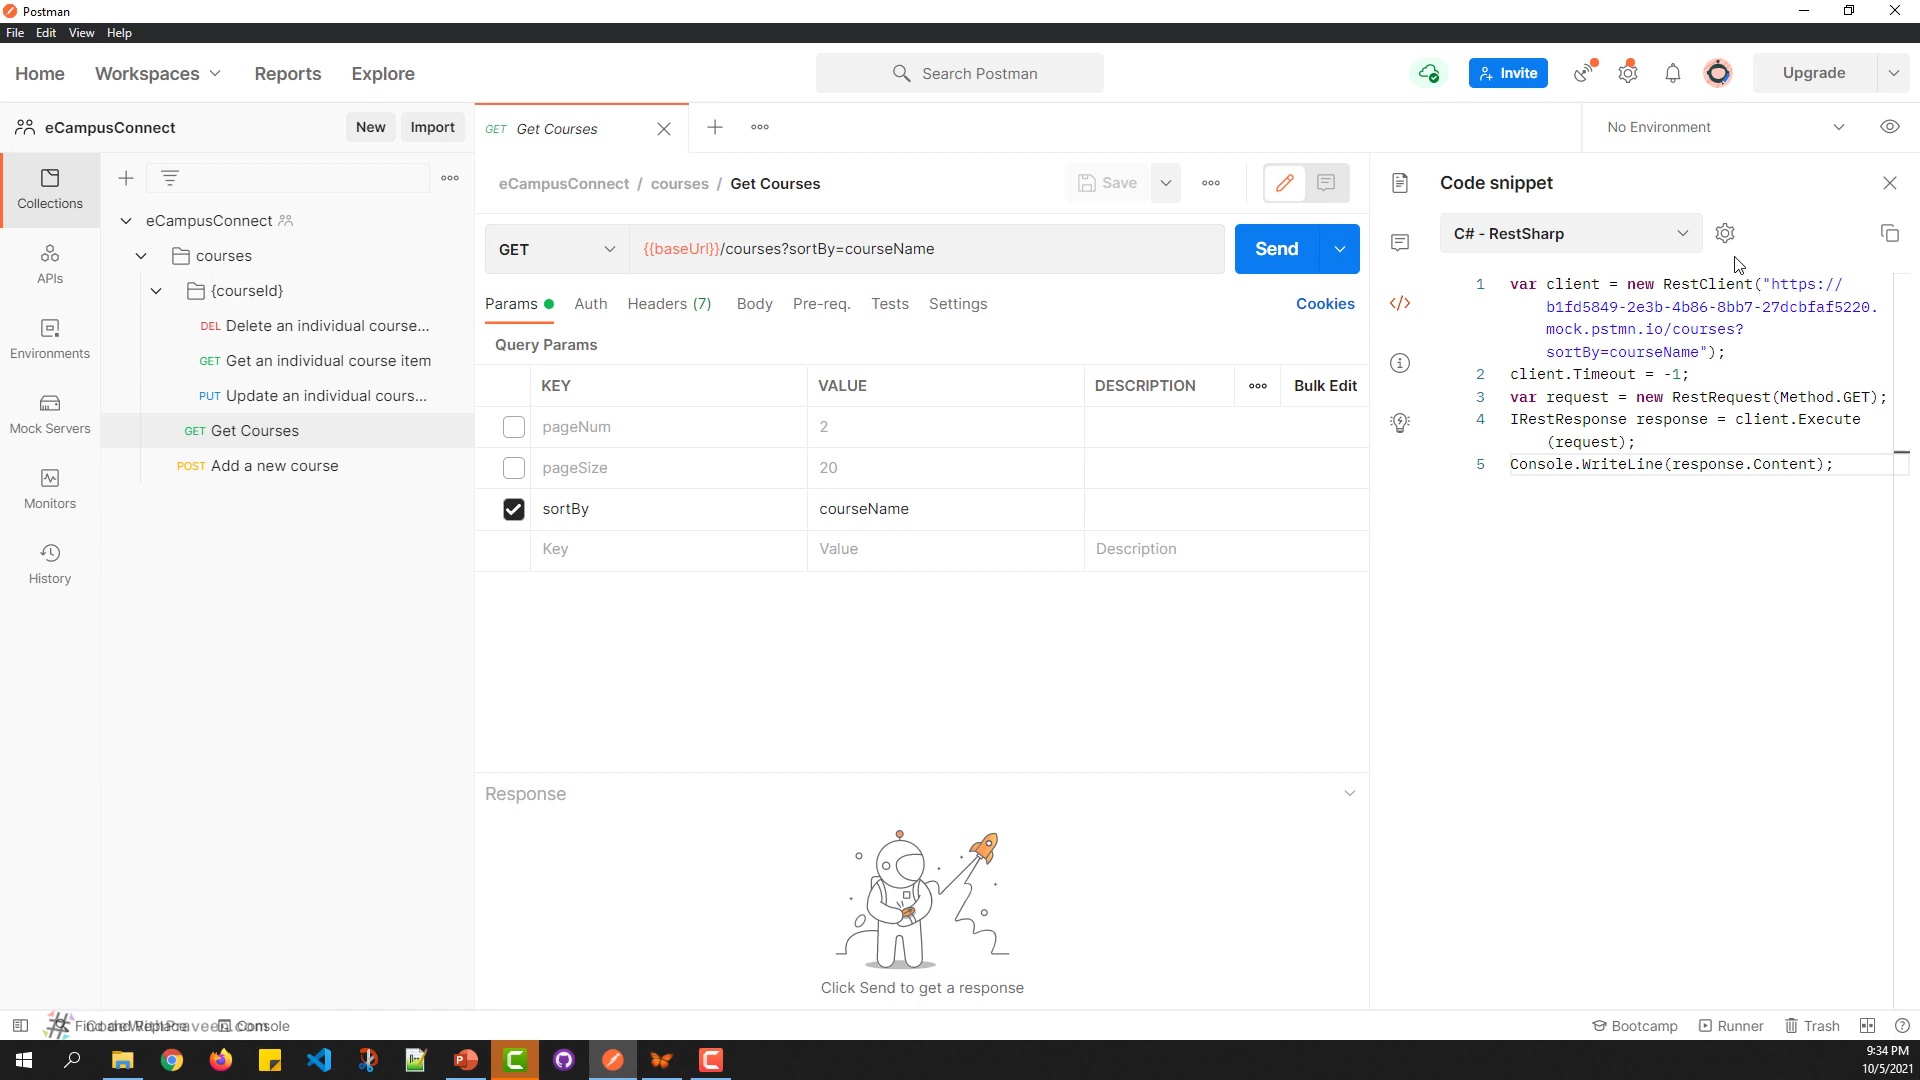 Postman
File Edit View Help
Home Workspaces Reports Explore
Search Postman
Invite
Upgrade
eCampusConnect
New
Import
GET Get Courses
No Environment
Collections
APIs
Environments
Mock Servers
Monitors
History
eCampusConnect
courses
{courseId}
DEL Delete an individual course...
GET Get an individual course item
PUT Update an individual cours...
GET Get Courses
POST Add a new course
eCampusConnect / courses / Get Courses
Save
GET
{{baseUrl}}/courses?sortBy=courseName
Send
Params Auth Headers (7) Body Pre-req. Tests Settings
Cookies
Query Params
KEY VALUE DESCRIPTION Bulk Edit
pageNum 2
pageSize 20
sortBy courseName
Key Value Description
Response
Click Send to get a response
Code snippet
C# - RestSharp
1 var client = new RestClient("https://
b1fd5849-2e3b-4b86-8bb7-27dcbfaf5220.
mock.pstmn.io/courses?
sortBy=courseName");
2 client.Timeout = -1;
3 var request = new RestRequest(Method.GET);
4 IRestResponse response = client.Execute
(request);
5 Console.WriteLine(response.Content);
Find and Replace
Console
CodeWithPraveen.com
Bootcamp Runner Trash
9:34 PM
10/5/2021